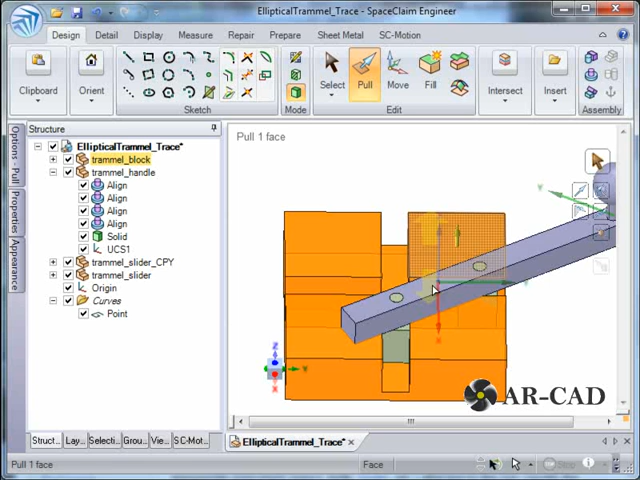 EllipticalTrammel_Trace* - SpaceClaim Engineer
Design Detail Display Measure Repair Prepare Sheet Metal SC-Motion
Clipboard
Orient
Select Pull Move Fill
Intersect
Insert
Sketch
Edit
Assembly
Structure
Options - Pull
Properties
Appearance
EllipticalTrammel_Trace*
trammel_block
trammel_handle
Align
Align
Align
Align
Solid
UCS1
trammel_slider_CPY
trammel_slider
Origin
Curves
Point
Pull 1 face
Z
Y
X
Y
X
AR-CAD
Struct... Lay... Selecti... Grou... Vie... SC-Mot...
EllipticalTrammel_Trace*
Pull 1 face
Face